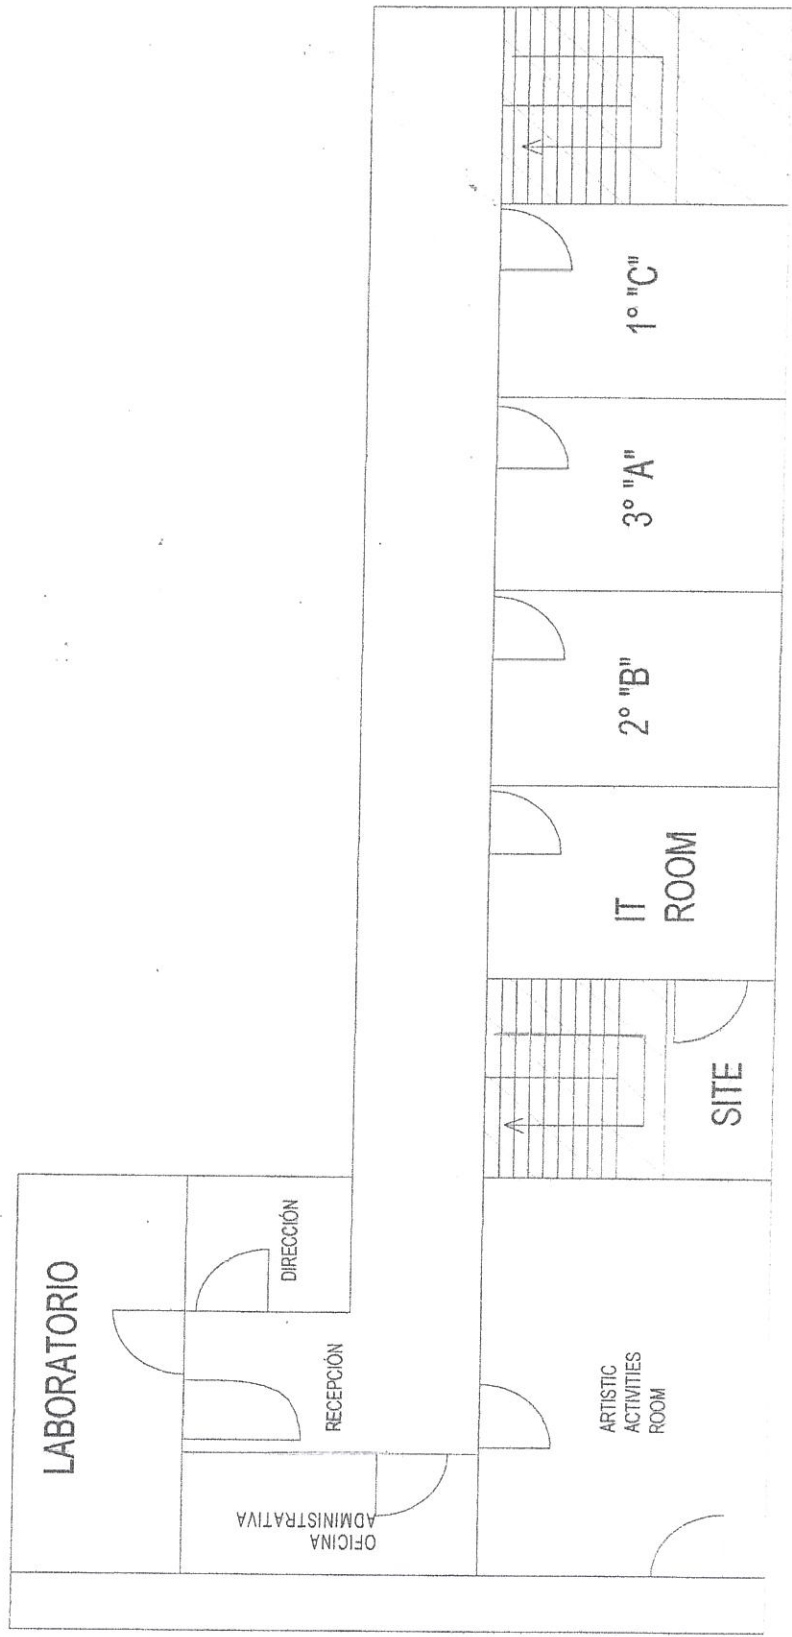 LABORATORIO
DIRECCIÓN
RECEPCIÓN
OFICINA
ADMINISTRATIVA
ARTISTIC
ACTIVITIES
ROOM
SITE
IT
ROOM
2° "B"
3° "A"
1° "C"